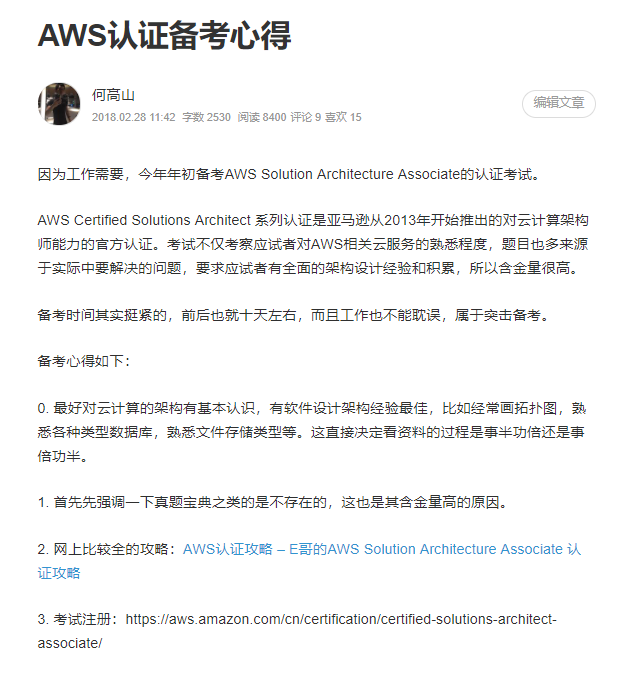 AWS认证备考心得
何高山
2018.02.28 11:42 字数 2530 阅读 8400 评论 9 喜欢 15
编辑文章
因为工作需要，今年年初备考AWS Solution Architecture Associate的认证考试。
AWS Certified Solutions Architect 系列认证是亚马逊从2013年开始推出的对云计算架构
师能力的官方认证。考试不仅考察应试者对AWS相关云服务的熟悉程度，题目也多来源
于实际中要解决的问题，要求应试者有全面的架构设计经验和积累，所以含金量很高。
备考时间其实挺紧的，前后也就十天左右，而且工作也不能耽误，属于突击备考。
备考心得如下：
0. 最好对云计算的架构有基本认识，有软件设计架构经验最佳，比如经常画拓扑图，熟
悉各种类型数据库，熟悉文件存储类型等。这直接决定看资料的过程是事半功倍还是事
倍功半。
1. 首先先强调一下真题宝典之类的是不存在的，这也是其含金量高的原因。
2. 网上比较全的攻略：AWS认证攻略 – E哥的AWS Solution Architecture Associate 认
证攻略
3. 考试注册：https://aws.amazon.com/cn/certification/certified-solutions-architect-
associate/